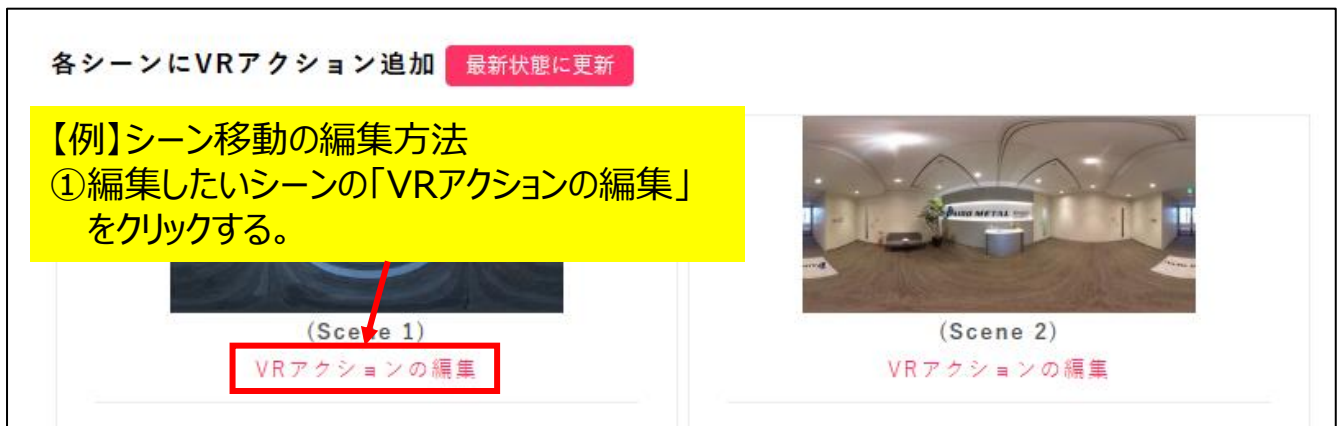 各シーンにVRアクション追加 最新状態に更新
【例】シーン移動の編集方法
①編集したいシーンの「VRアクションの編集」
をクリックする。
(Scene 1)
VRアクションの編集
(Scene 2)
VRアクションの編集